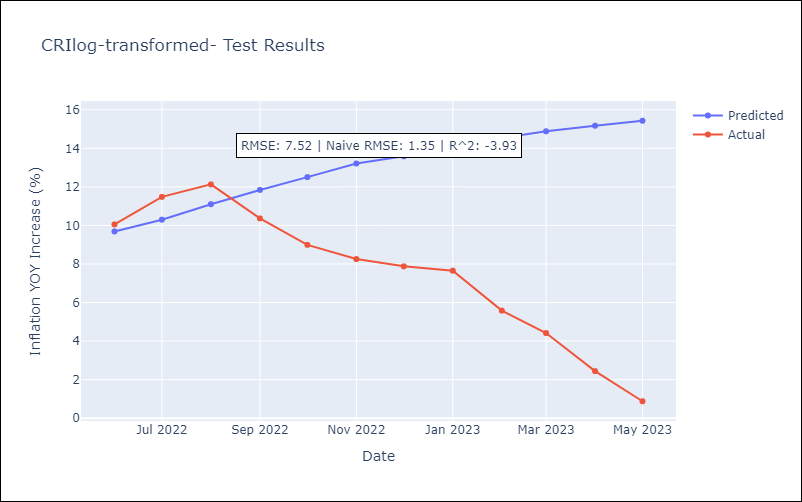 CRIlog-transformed- Test Results
RMSE: 7.52 | Naive RMSE: 1.35 | R^2: -3.93
Predicted
Actual
Inflation YOY Increase (%)
16
14
12
10
8
6
4
2
0
Jul 2022 Sep 2022 Nov 2022 Jan 2023 Mar 2023 May 2023
Date